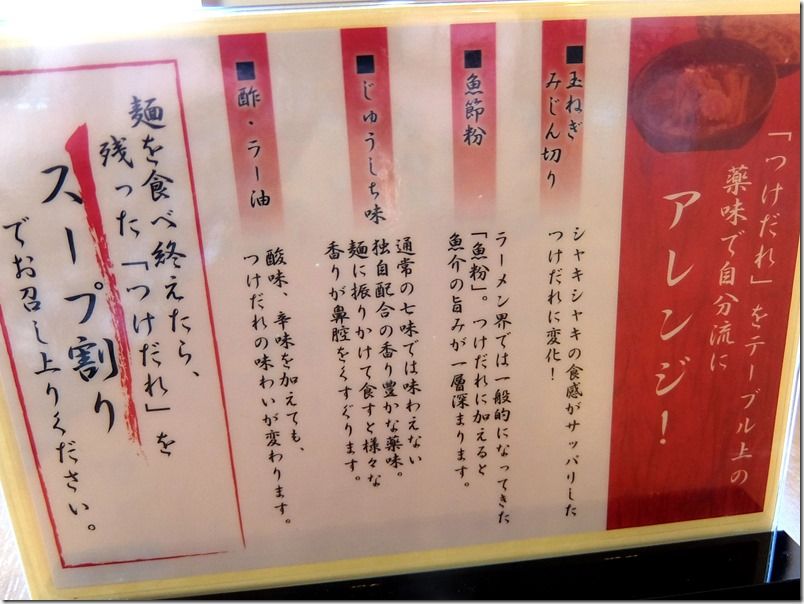 「つけだれ」をテーブル上の
薬味で自分流に
アレンジ！
■玉ねぎ
みじん切り
シャキシャキの食感がサッパリした
つけだれに変化！
■魚節粉
ラーメン界では一般的になってきた
「魚粉」。つけだれに加えると
魚介の旨みが一層深まります。
■じゅうしち味
通常の七味では味わえない
独自配合の香り豊かな薬味。
麺に振りかけて食すと様々な
香りが鼻腔をくすぐります。
■酢・ラー油
酸味、辛味を加えても、
つけだれの味わいが変わります。
麺を食べ終えたら、
残った「つけだれ」を
スープ割り
でお召し上りください。